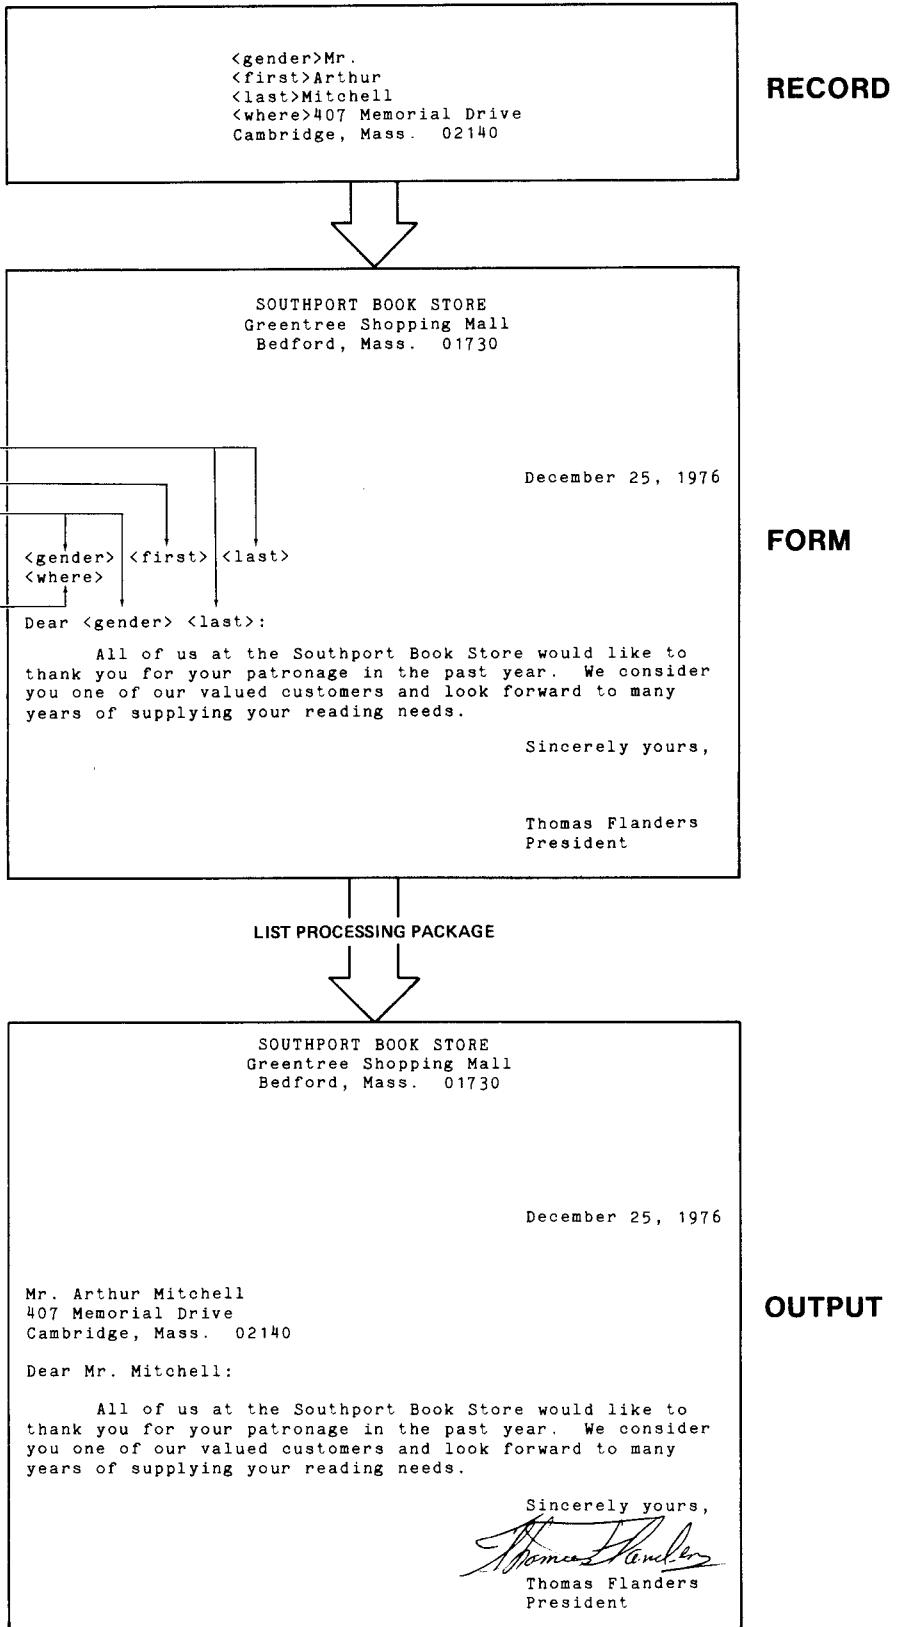 <gender>Mr.
<first>Arthur
<last>Mitchell
<where>407 Memorial Drive
Cambridge, Mass. 02140
RECORD
SOUTHPORT BOOK STORE
Greentree Shopping Mall
Bedford, Mass. 01730
December 25, 1976
<gender> <first> <last>
<where>
Dear <gender> <last>:
All of us at the Southport Book Store would like to
thank you for your patronage in the past year. We consider
you one of our valued customers and look forward to many
years of supplying your reading needs.
Sincerely yours,
Thomas Flanders
President
FORM
LIST PROCESSING PACKAGE
SOUTHPORT BOOK STORE
Greentree Shopping Mall
Bedford, Mass. 01730
December 25, 1976
Mr. Arthur Mitchell
407 Memorial Drive
Cambridge, Mass. 02140
Dear Mr. Mitchell:
All of us at the Southport Book Store would like to
thank you for your patronage in the past year. We consider
you one of our valued customers and look forward to many
years of supplying your reading needs.
Sincerely yours,
Thomas Flanders
Thomas Flanders
President
OUTPUT